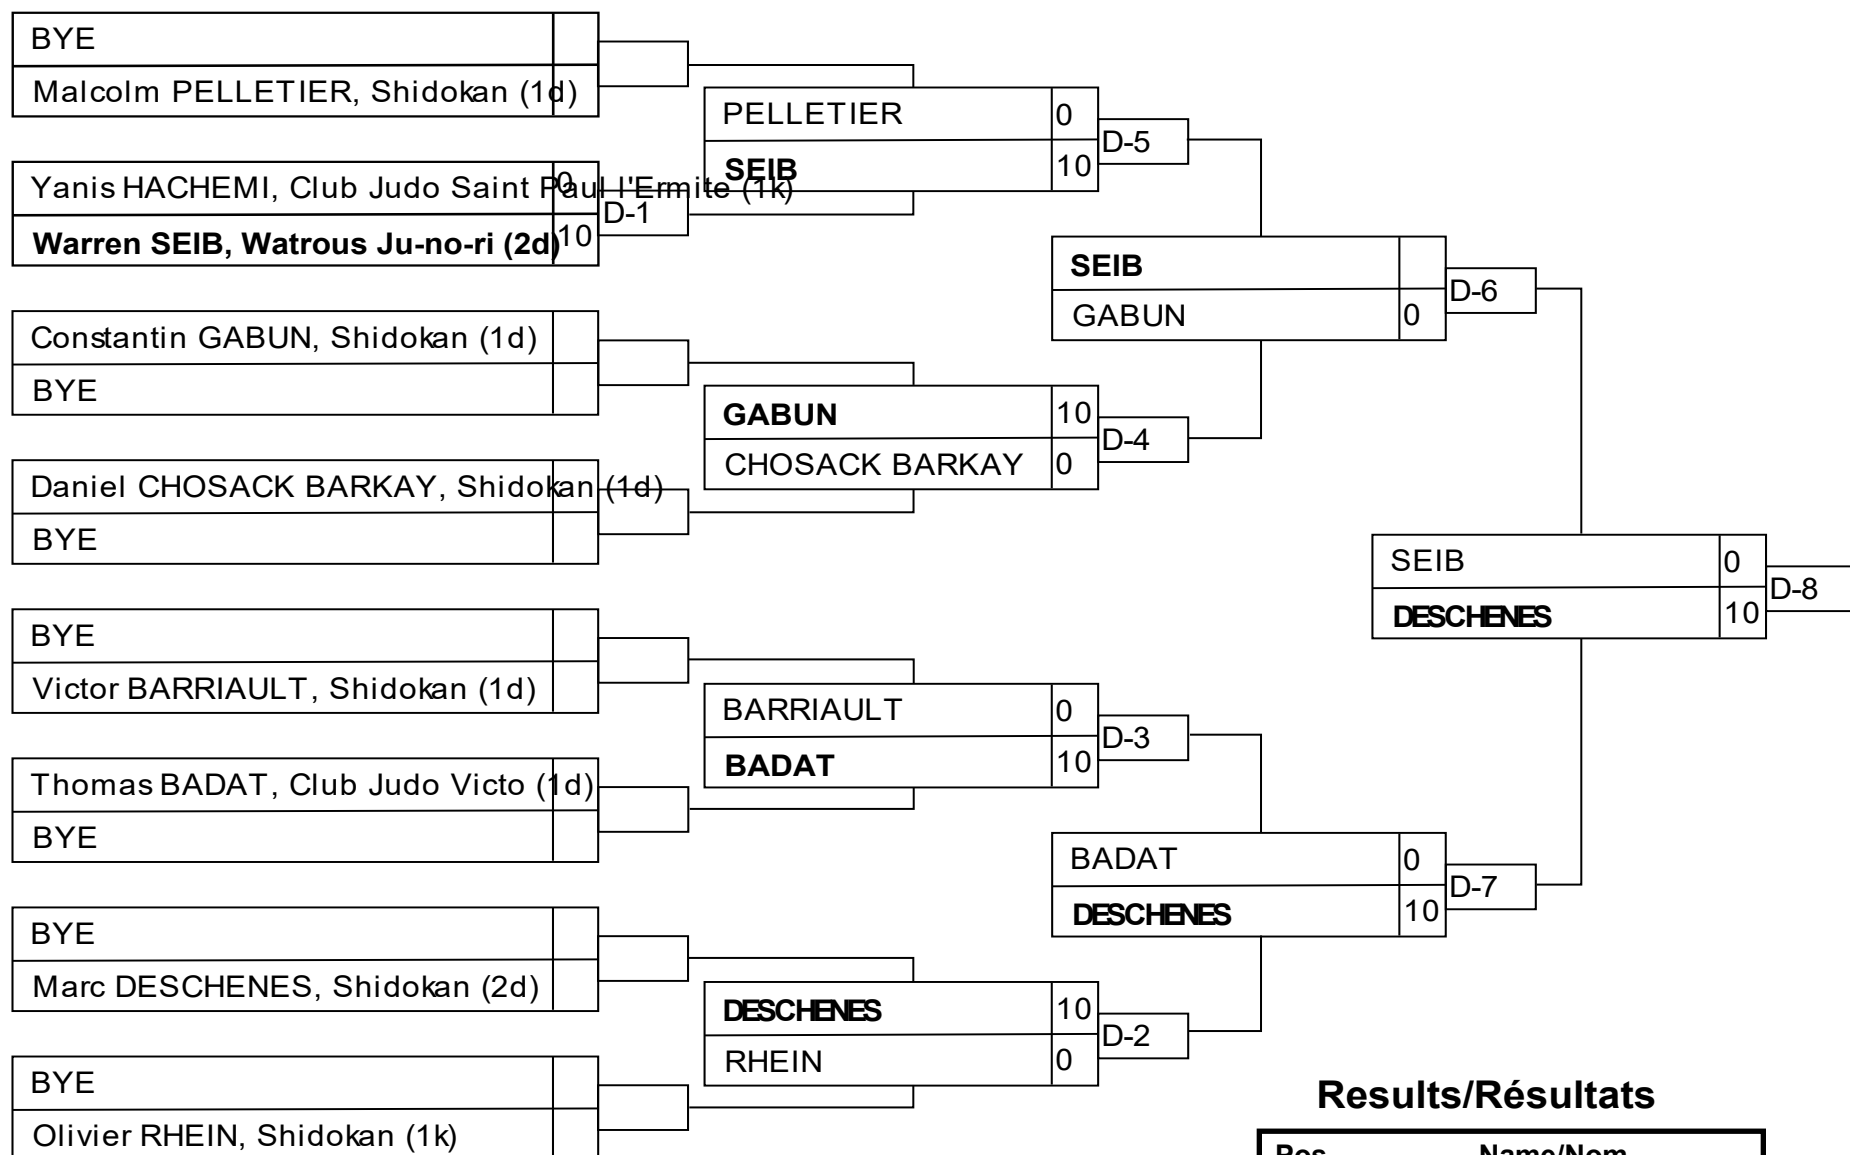 BYE
Malcolm PELLETIER, Shidokan (1d)
Yanis HACHEMI, Club Judo Saint Paul l'Ermite (1k) 0
Warren SEIB, Watrous Ju-no-ri (2d) 10
D-1
Constantin GABUN, Shidokan (1d)
BYE
Daniel CHOSACK BARKAY, Shidokan (1d)
BYE
BYE
Victor BARRIAULT, Shidokan (1d)
Thomas BADAT, Club Judo Victo (1d)
BYE
BYE
Marc DESCHENES, Shidokan (2d)
BYE
Olivier RHEIN, Shidokan (1k)
PELLETIER 0
SEIB 10
D-5
GABUN 10
CHOSACK BARKAY 0
D-4
BARRIAULT 0
BADAT 10
D-3
DESCHENES 10
RHEIN 0
D-2
SEIB
GABUN 0
D-6
BADAT 0
DESCHENES 10
D-7
SEIB 0
DESCHENES 10
D-8
Results/Résultats
Pos Name/Nom